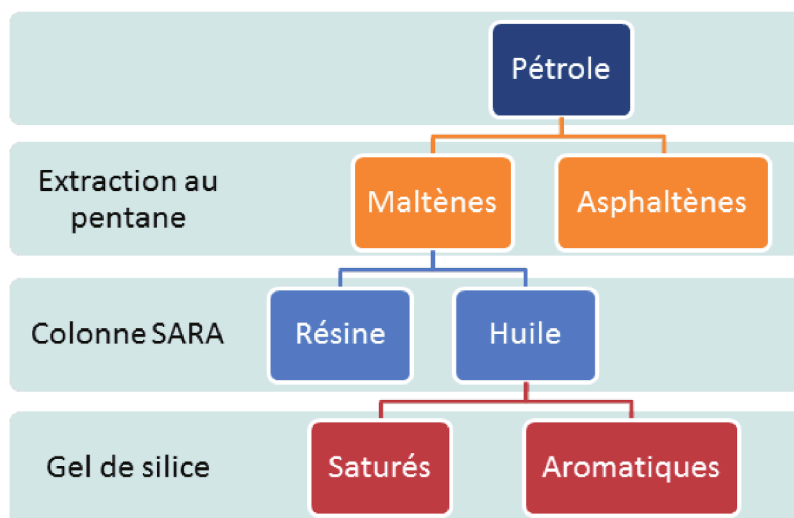 Pétrole
Extraction au
pentane
Maltènes
Asphaltènes
Colonne SARA
Résine
Huile
Gel de silice
Saturés
Aromatiques